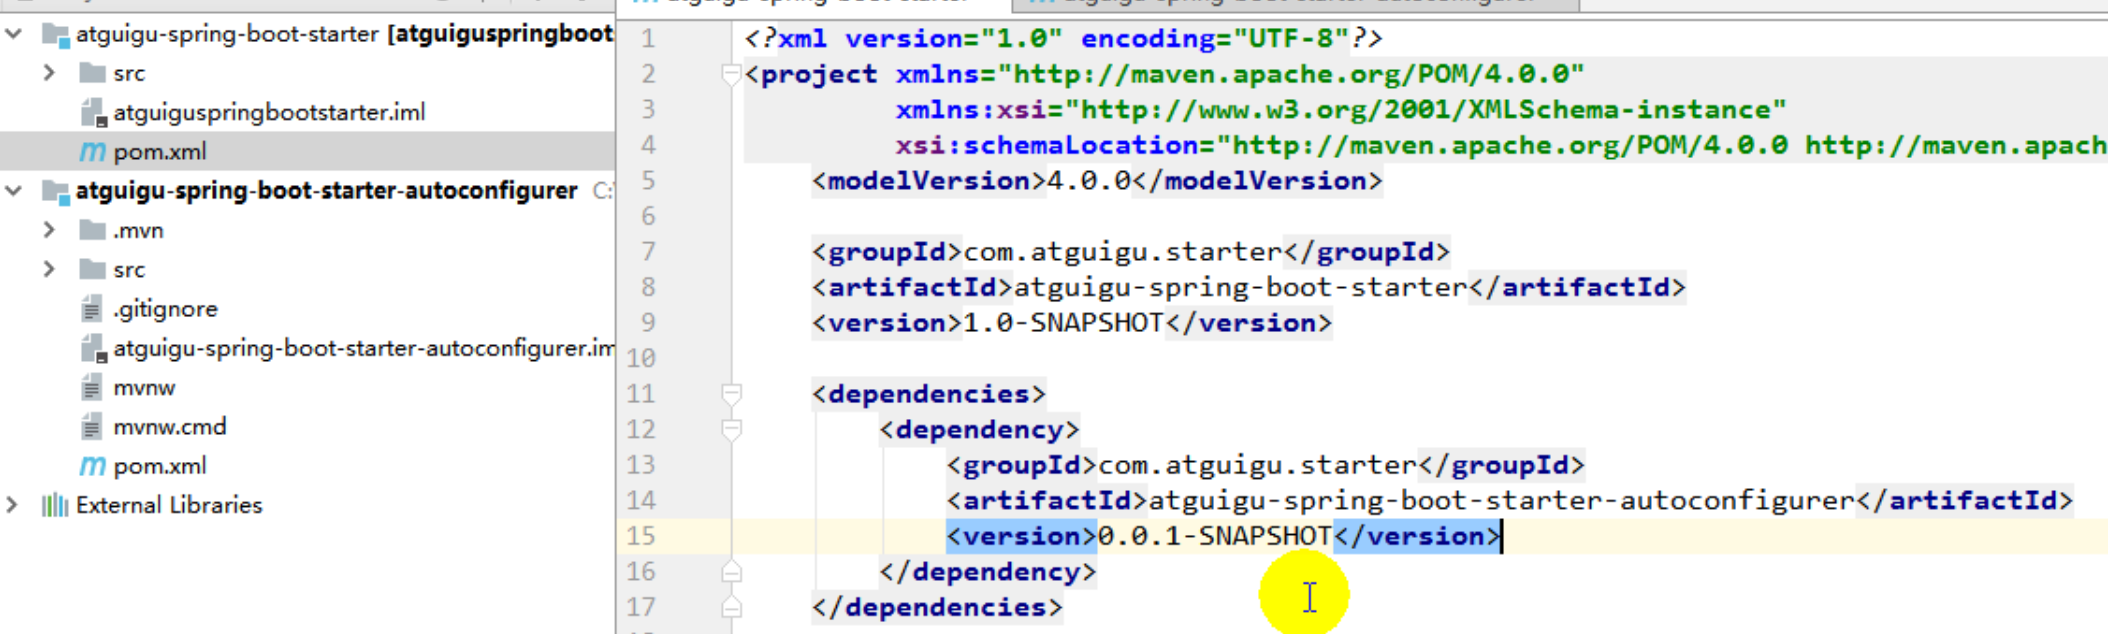 atguigu-spring-boot-starter [atguiguspringboot
src
atguiguspringbootstarter.iml
pom.xml
atguigu-spring-boot-starter-autoconfigurer C:
.mvn
src
.gitignore
atguigu-spring-boot-starter-autoconfigurer.im
mvnw
mvnw.cmd
pom.xml
External Libraries
1 <?xml version="1.0" encoding="UTF-8"?>
2 <project xmlns="http://maven.apache.org/POM/4.0.0"
3 xmlns:xsi="http://www.w3.org/2001/XMLSchema-instance"
4 xsi:schemaLocation="http://maven.apache.org/POM/4.0.0 http://maven.apach
5 <modelVersion>4.0.0</modelVersion>
6
7 <groupId>com.atguigu.starter</groupId>
8 <artifactId>atguigu-spring-boot-starter</artifactId>
9 <version>1.0-SNAPSHOT</version>
10
11 <dependencies>
12 <dependency>
13 <groupId>com.atguigu.starter</groupId>
14 <artifactId>atguigu-spring-boot-starter-autoconfigurer</artifactId>
15 <version>0.0.1-SNAPSHOT</version>
16 </dependency>
17 </dependencies>